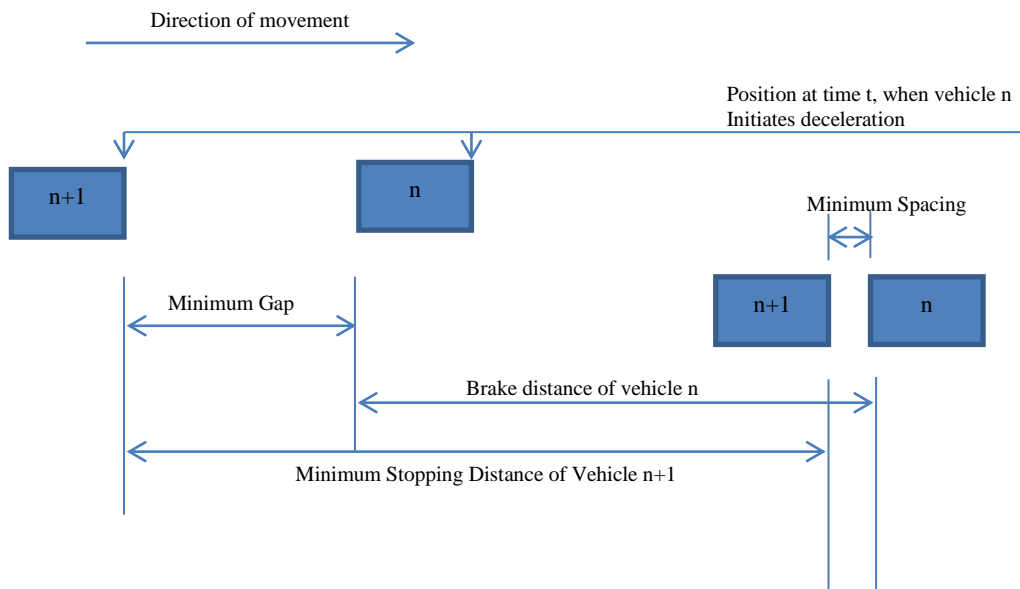 Direction of movement
Position at time t, when vehicle n
Initiates deceleration
n+1
n
Minimum Spacing
Minimum Gap
n+1
n
Brake distance of vehicle n
Minimum Stopping Distance of Vehicle n+1